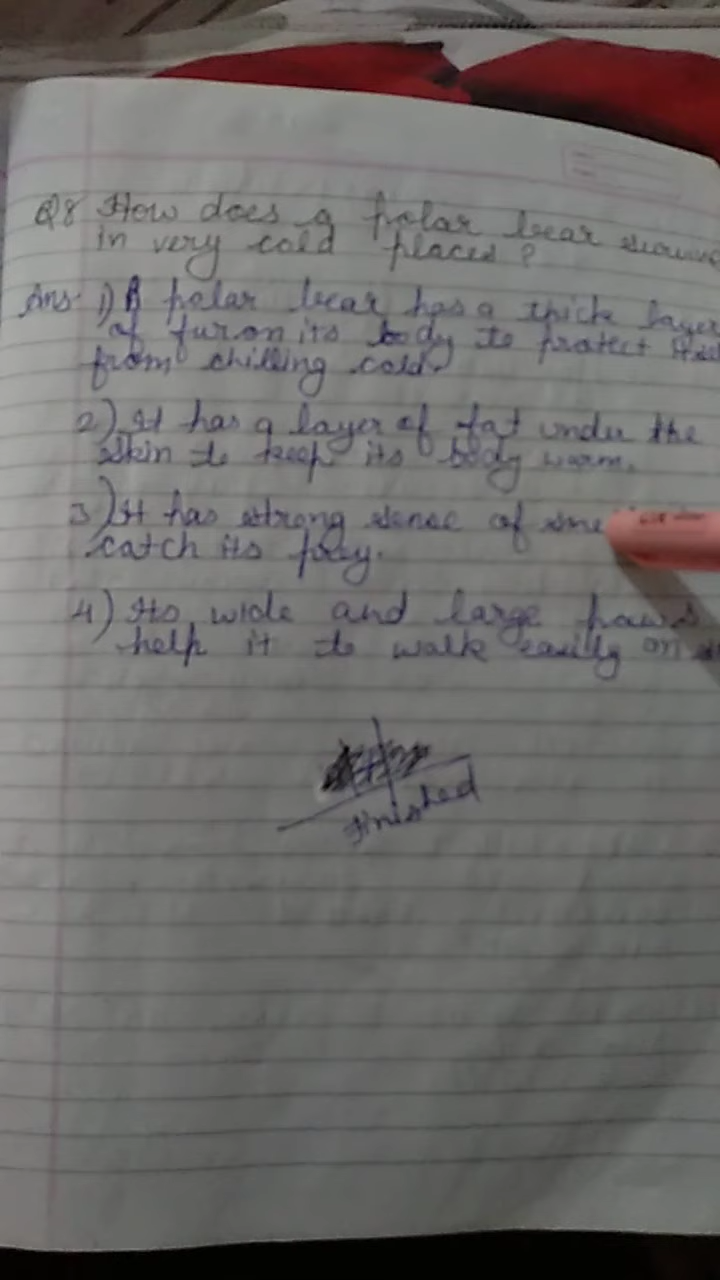 Q8 How does a polar bear
in very cold places?
Ans: 1) A polar bear has a thick layer
of fur on its body to protect
from chilling cold.
2) It has a layer of fat under the
skin to keep its body warm.
3) It has strong sense of sme
catch its prey.
4) Its wide and large paws
help it to walk easily on
Finished